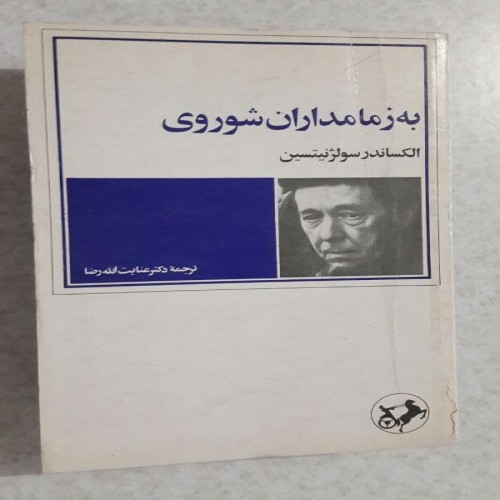 به زمامداران شوروی
الکساندر سولژنیتسین
ترجمهٔ دکتر عنایت‌الله رضا